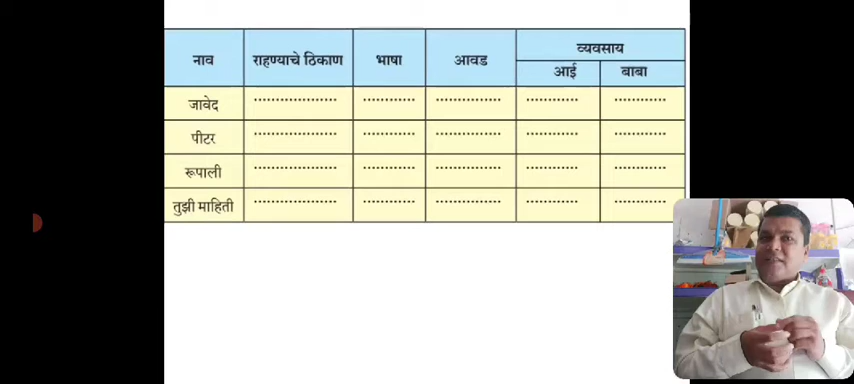 नाव राहण्याचे ठिकाण भाषा आवड व्यवसाय
आई बाबा
जावेद .................... ............ ............... ............ ............
पीटर .................... ............ ............... ............ ............
रूपाली .................... ............ ............... ............ ............
तुझी माहिती .................... ............ ............... ............ ............